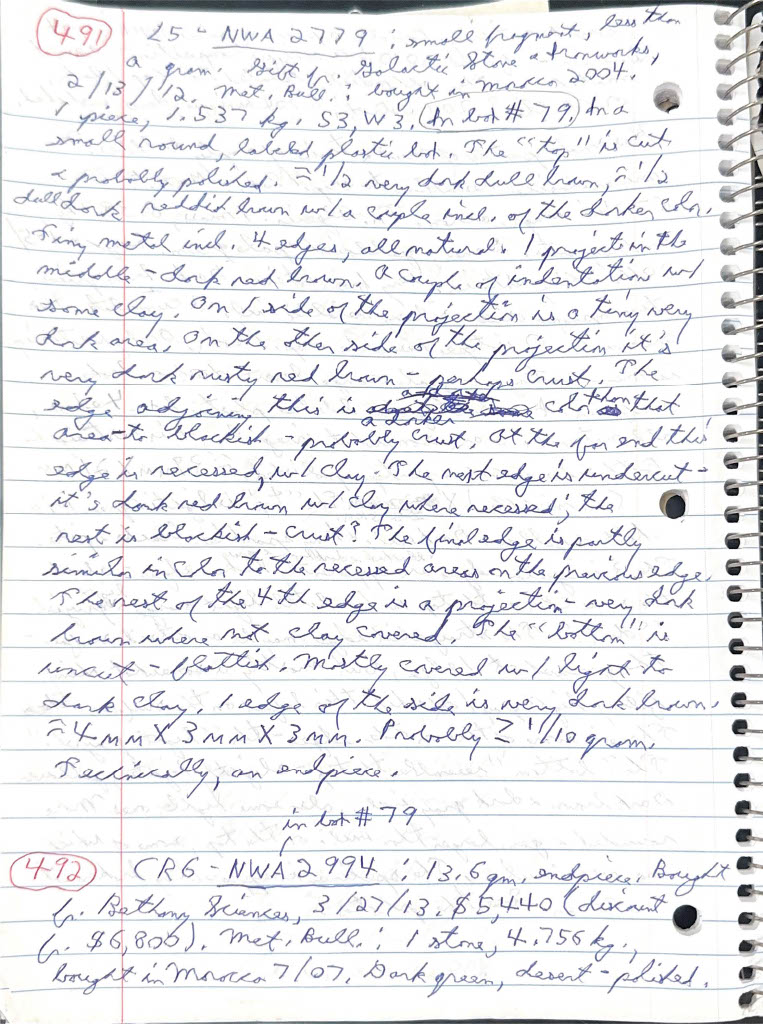 491 L5 - NWA 2779 : small fragment, less than
a gram. Gift fr. Galactic Stone & Ironworks,
2/13/12. Met. Bull. : bought in Morocco 2004.
1 piece, 1.537 kg. S3, W3. (In box # 79.) In a
small round, labeled plastic box. The "top" is cut
& probably polished. ≈ 1/2 very dark dull brown, ≈ 1/2
dull dark reddish brown w/ a couple incl. of the darker color.
Tiny metal incl. 4 edges, all natural. 1 projects in the
middle - dark red brown. A couple of indentations w/
some clay. On 1 side of the projection is a tiny very
dark area, on the other side of the projection it's
very dark rusty red brown - perhaps crust. The
edge adjoining this is a darker color than that
area - to blackish - probably crust. At the far end this
edge is recessed, w/ clay. The next edge is undercut -
it's dark red brown w/ clay where recessed; the
rest is blackish - crust? The final edge is partly
similar in color to the recessed areas on the previous edge.
The rest of the 4th edge is a projection - very dark
brown where not clay covered. The "bottom" is
uncut - flattish. Mostly covered w/ light to
dark clay. 1 edge of the side is very dark brown.
≈ 4 mm X 3 mm X 3 mm. Probably ≤ 1/10 gram.
Technically, an endpiece.
in box # 79
492 CR6 - NWA 2994 : 13.6 gm. endpiece. Bought
fr. Bethany Sciences, 3/27/13. $5,440 (discount
fr. $6,800). Met. Bull. : 1 stone, 4.756 kg.,
bought in Morocco 7/07. Dark green, desert - polished.